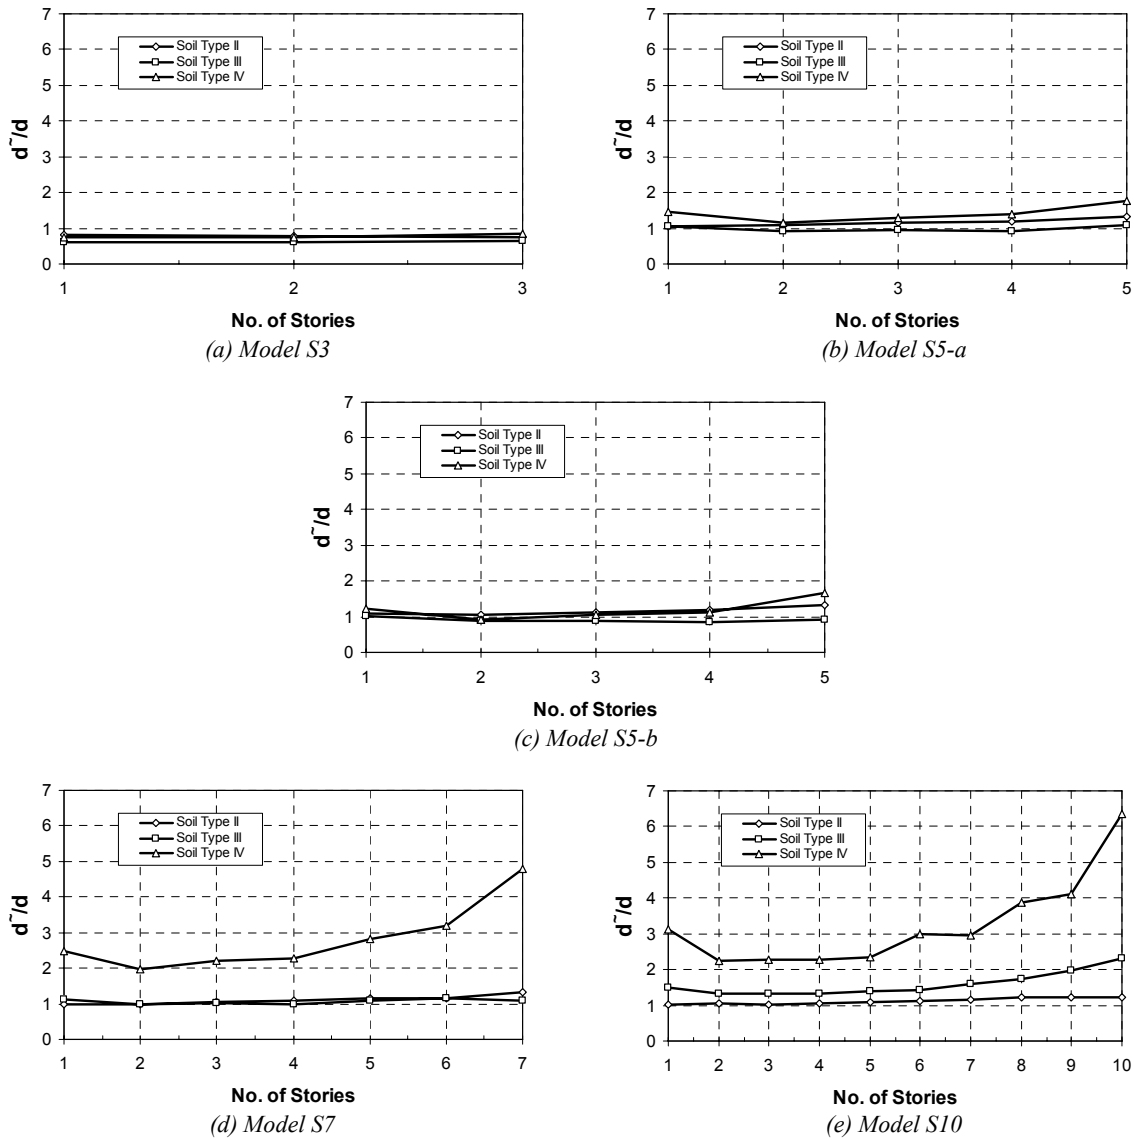 7
6
5
4
3
2
1
0
d˜/d
Soil Type II
Soil Type III
Soil Type IV
1 2 3
No. of Stories
(a) Model S3
7
6
5
4
3
2
1
0
d˜/d
Soil Type II
Soil Type III
Soil Type IV
1 2 3 4 5
No. of Stories
(b) Model S5-a
7
6
5
4
3
2
1
0
d˜/d
Soil Type II
Soil Type III
Soil Type IV
1 2 3 4 5
No. of Stories
(c) Model S5-b
7
6
5
4
3
2
1
0
d˜/d
Soil Type II
Soil Type III
Soil Type IV
1 2 3 4 5 6 7
No. of Stories
(d) Model S7
7
6
5
4
3
2
1
0
d˜/d
Soil Type II
Soil Type III
Soil Type IV
1 2 3 4 5 6 7 8 9 10
No. of Stories
(e) Model S10